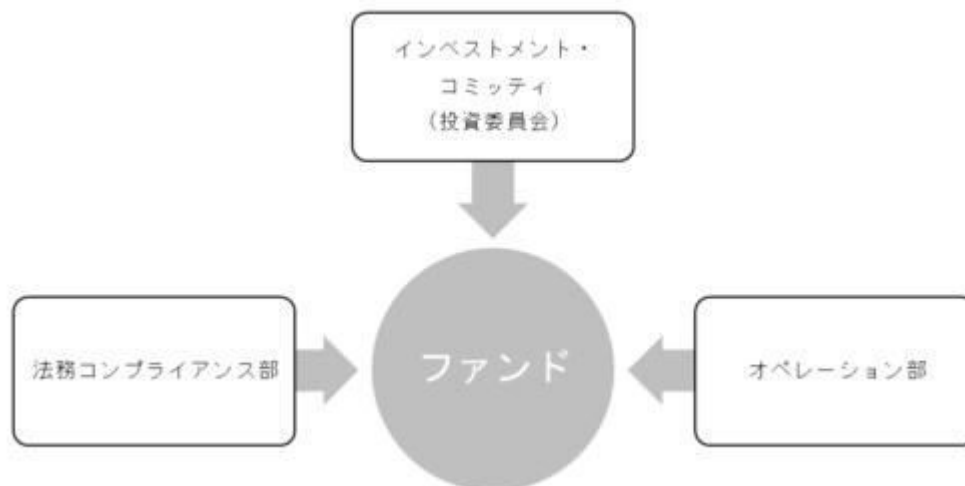 インベストメント・
コミッティ
（投資委員会）
法務コンプライアンス部
ファンド
オペレーション部